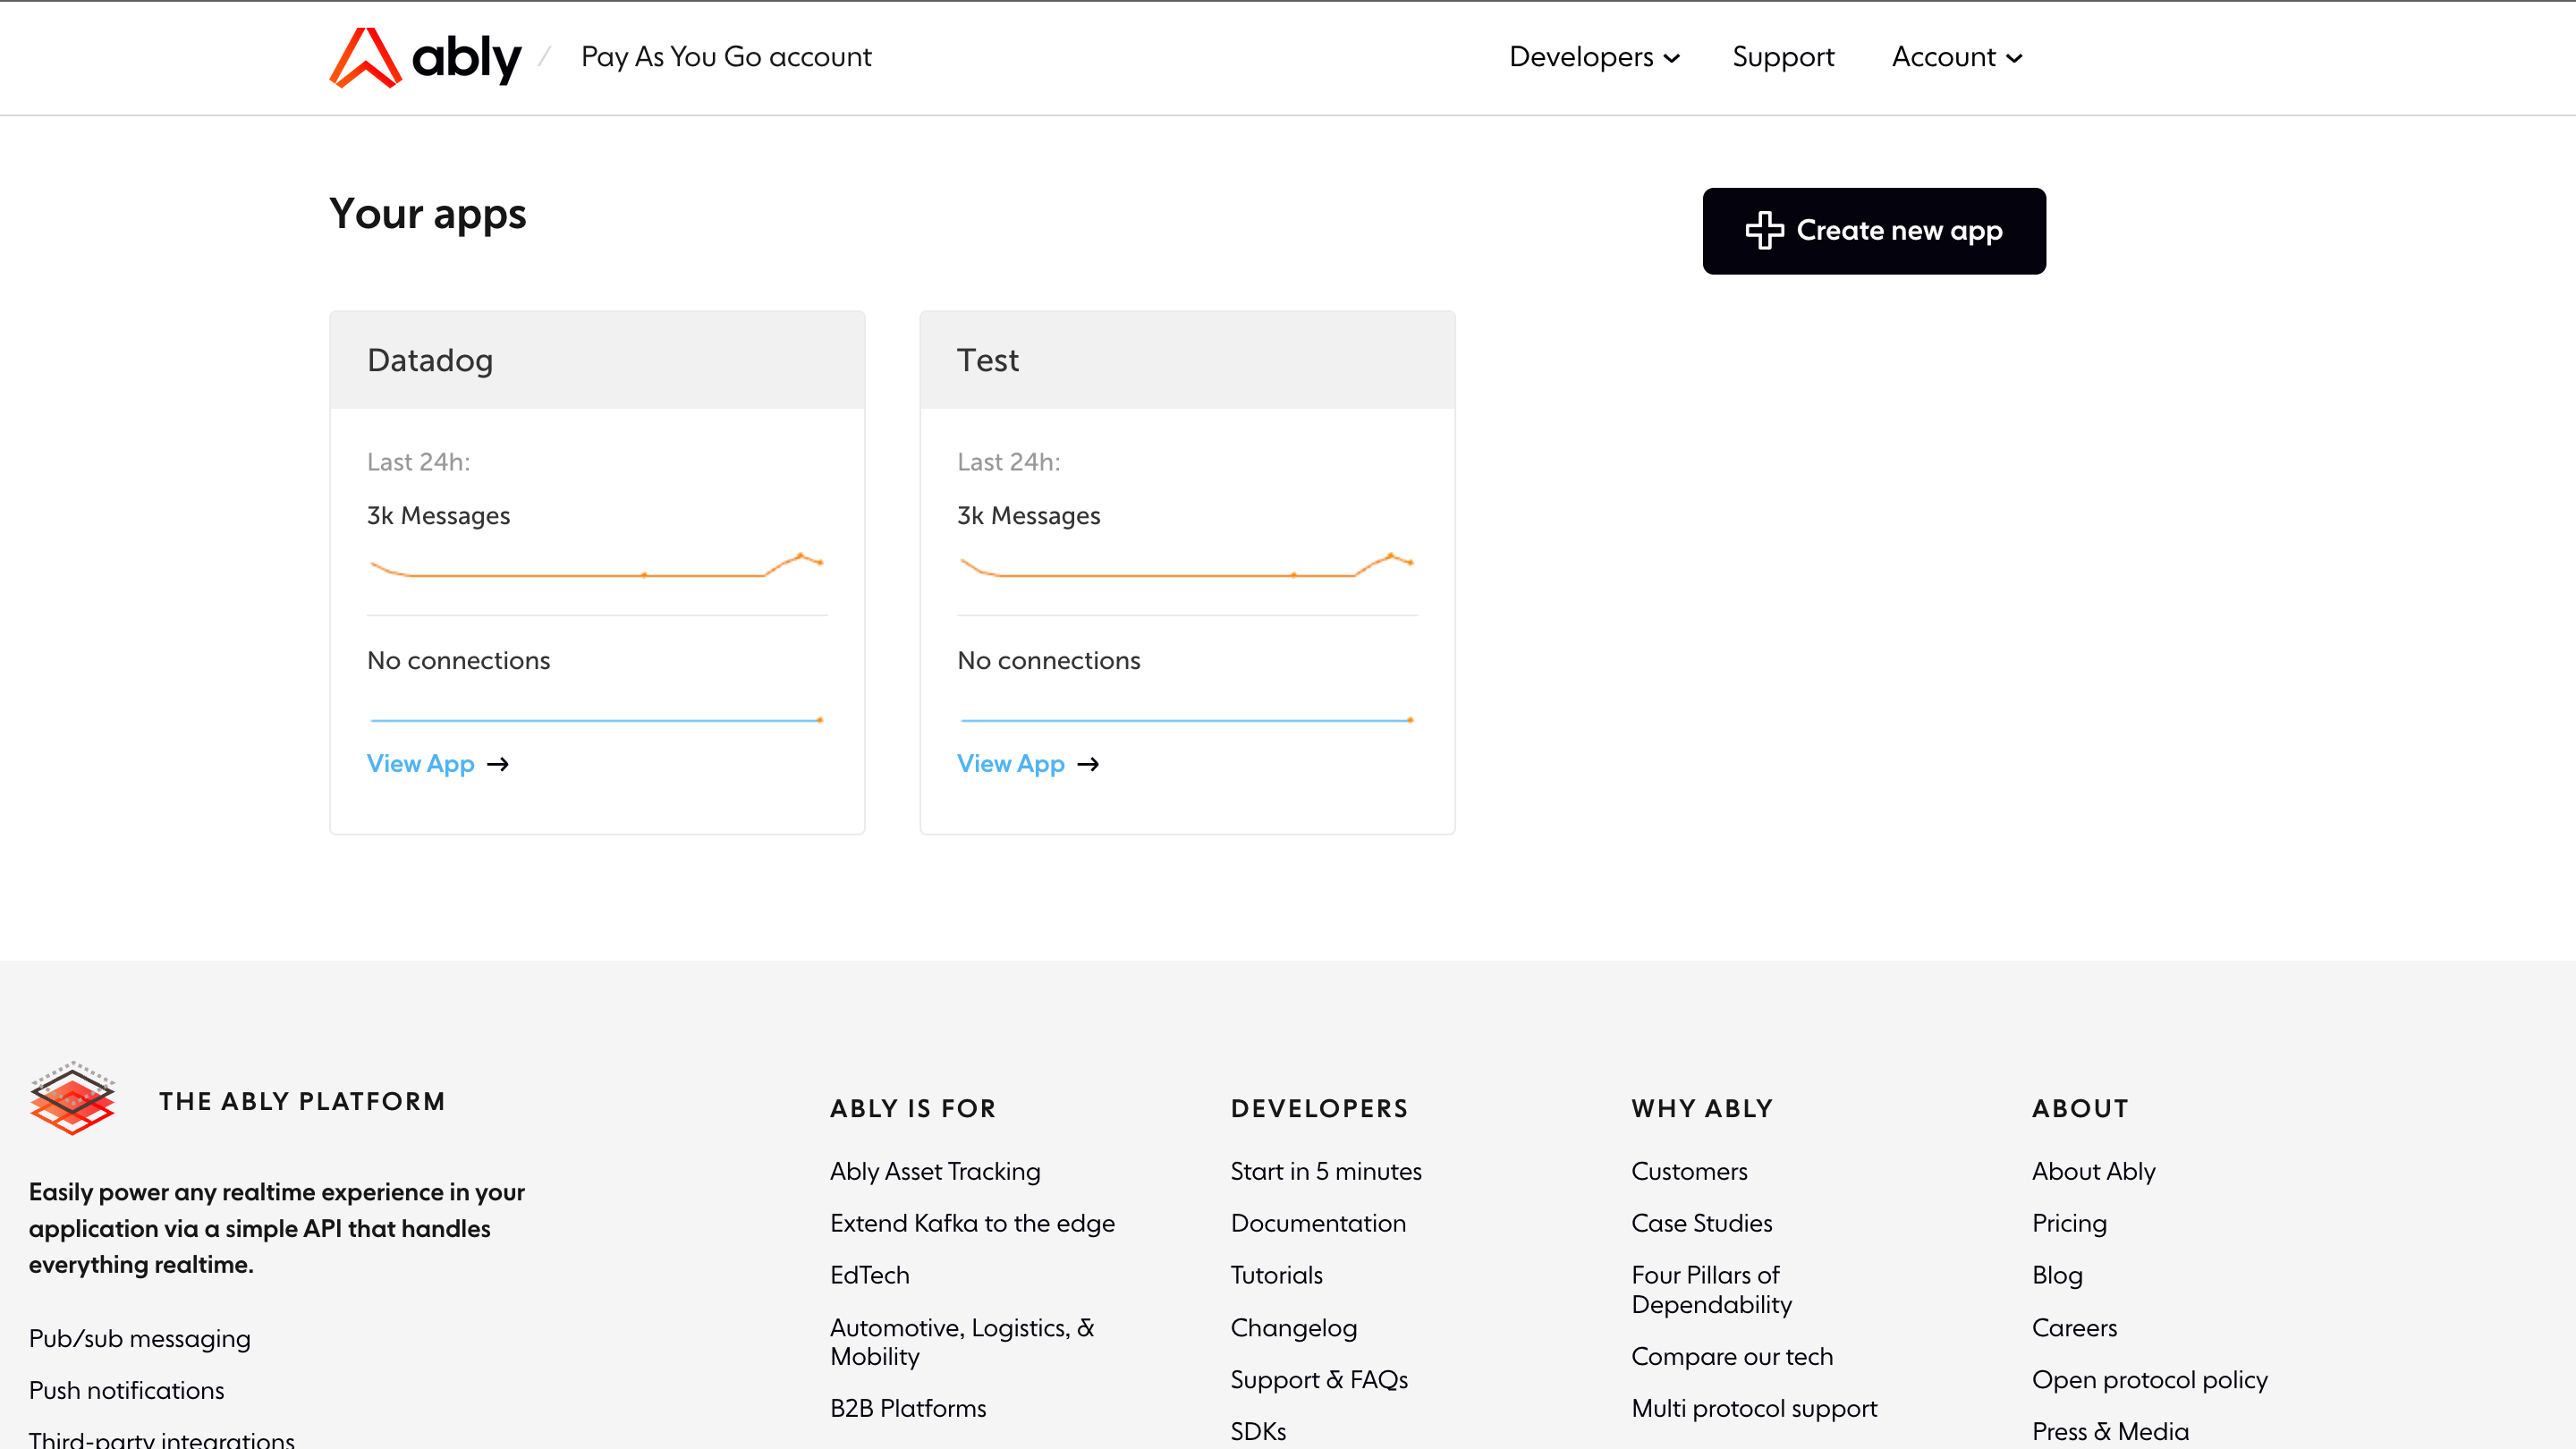 ably / Pay As You Go account
Developers
Support
Account
Your apps
Create new app
Datadog
Last 24h:
3k Messages
No connections
View App →
Test
Last 24h:
3k Messages
No connections
View App →
THE ABLY PLATFORM
Easily power any realtime experience in your
application via a simple API that handles
everything realtime.
Pub/sub messaging
Push notifications
Third-party integrations
ABLY IS FOR
Ably Asset Tracking
Extend Kafka to the edge
EdTech
Automotive, Logistics, &
Mobility
B2B Platforms
DEVELOPERS
Start in 5 minutes
Documentation
Tutorials
Changelog
Support & FAQs
SDKs
WHY ABLY
Customers
Case Studies
Four Pillars of
Dependability
Compare our tech
Multi protocol support
ABOUT
About Ably
Pricing
Blog
Careers
Open protocol policy
Press & Media